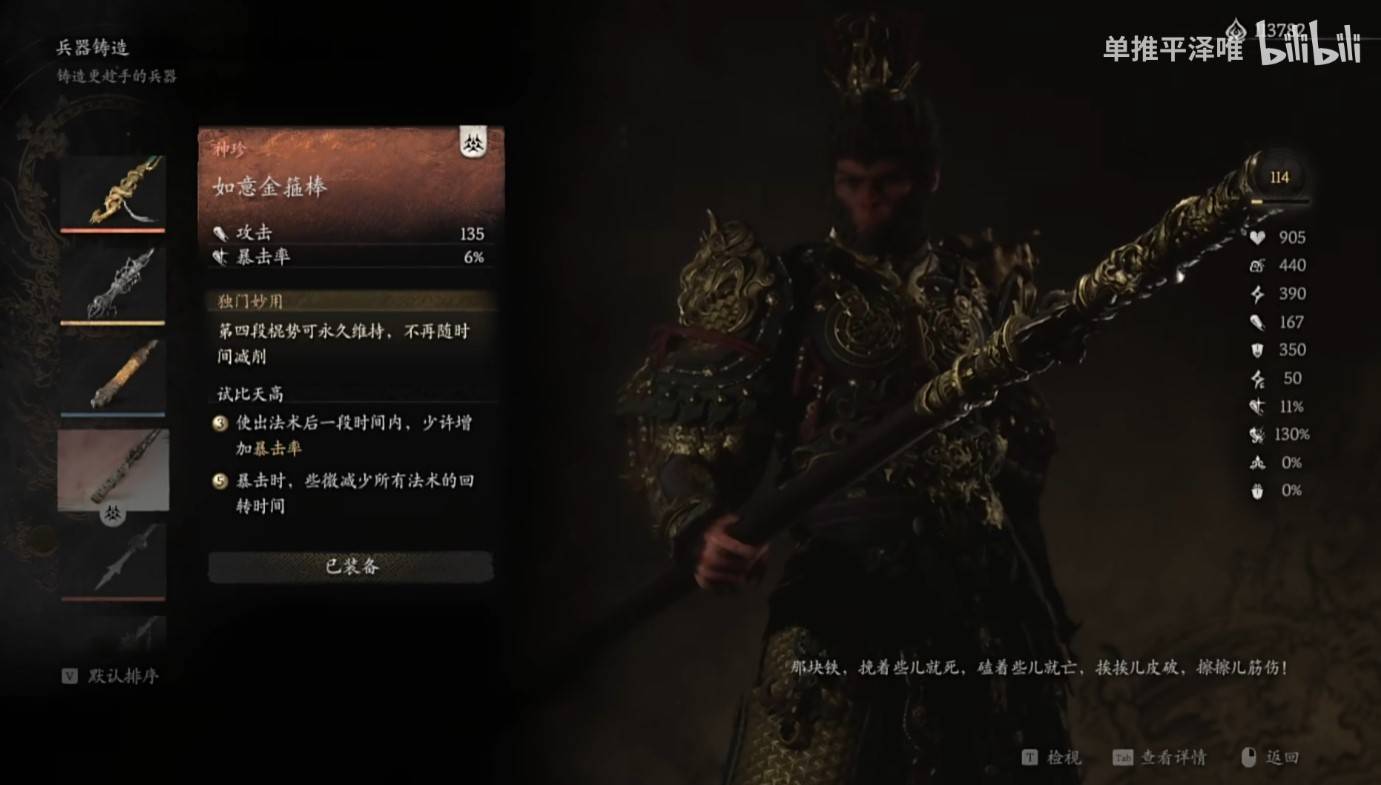 兵器铸造
铸造更趁手的兵器
单推平泽唯 bilibili
神珍
如意金箍棒
攻击 135
暴击率 6%
独门妙用
第四段棍势可永久维持，不再随时
间减削
试比天高
3 使出法术后一段时间内，少许增
加暴击率
5 暴击时，些微减少所有法术的回
转时间
已装备
V 默认排序
114
905
440
390
167
350
50
11%
130%
0%
0%
那块铁，挽着些儿就死，磕着些儿就亡，挨挨儿皮破，擦擦儿筋伤！
T 检视 Tab 查看详情 返回